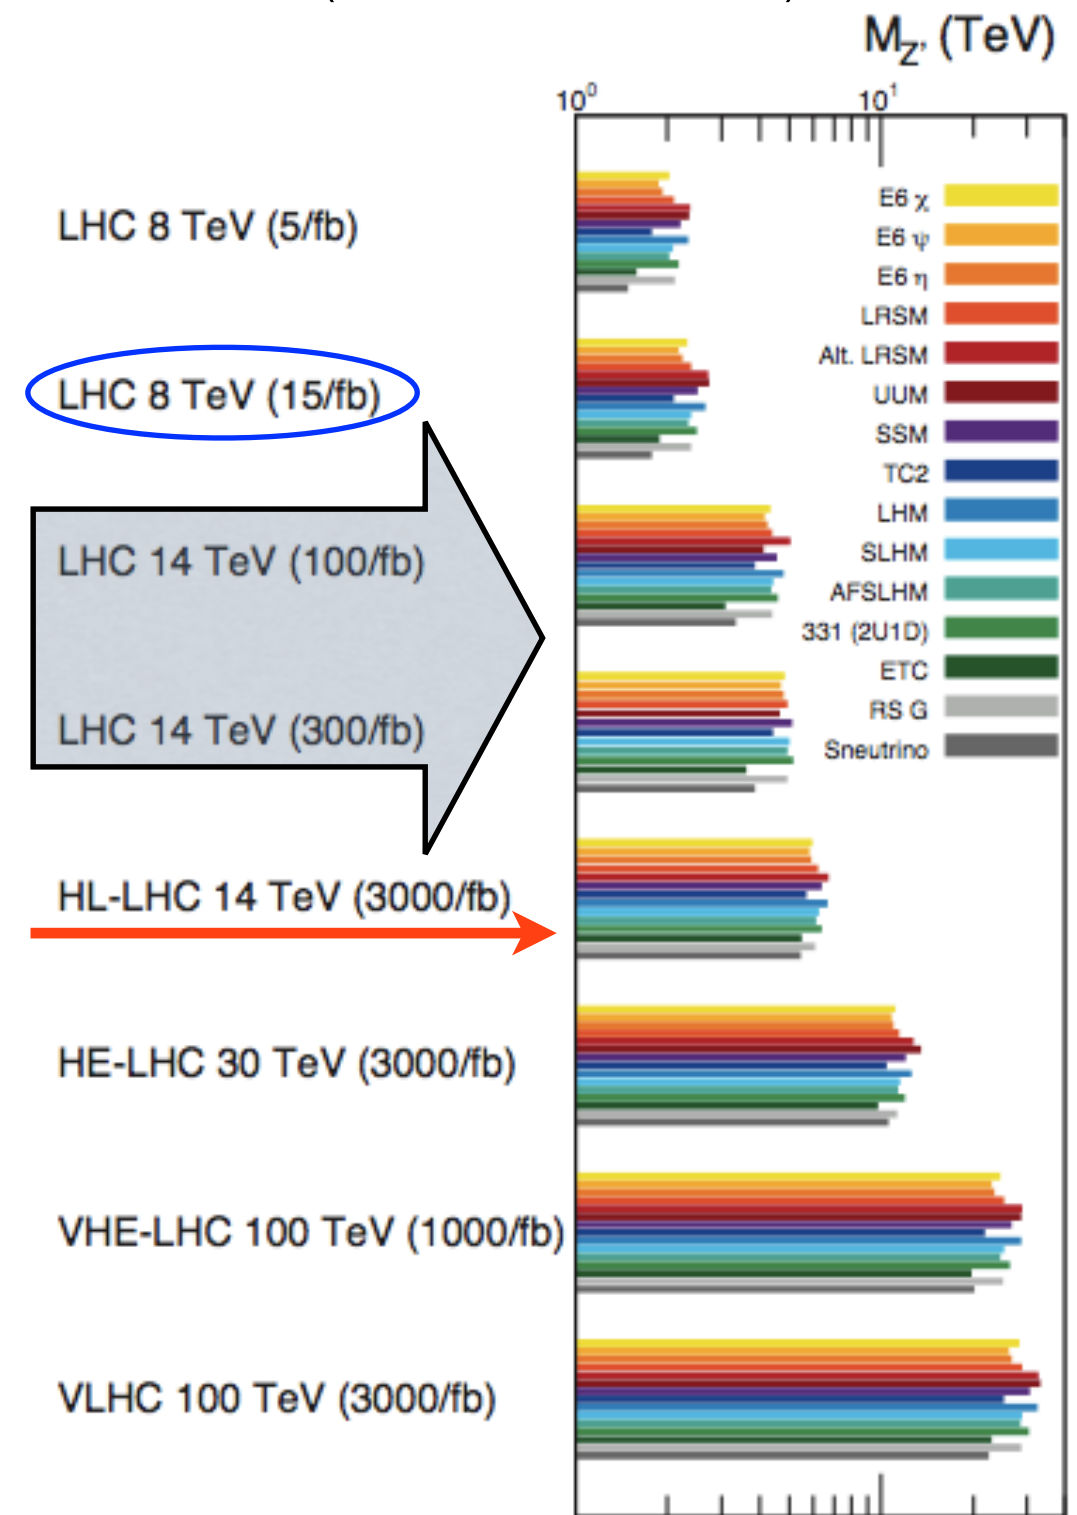 M_Z' (TeV)
10^0 10^1
LHC 8 TeV (5/fb)
LHC 8 TeV (15/fb)
LHC 14 TeV (100/fb)
LHC 14 TeV (300/fb)
HL-LHC 14 TeV (3000/fb)
HE-LHC 30 TeV (3000/fb)
VHE-LHC 100 TeV (1000/fb)
VLHC 100 TeV (3000/fb)
E6 χ
E6 ψ
E6 η
LRSM
Alt. LRSM
UUM
SSM
TC2
LHM
SLHM
AFSLHM
331 (2U1D)
ETC
RS G
Sneutrino